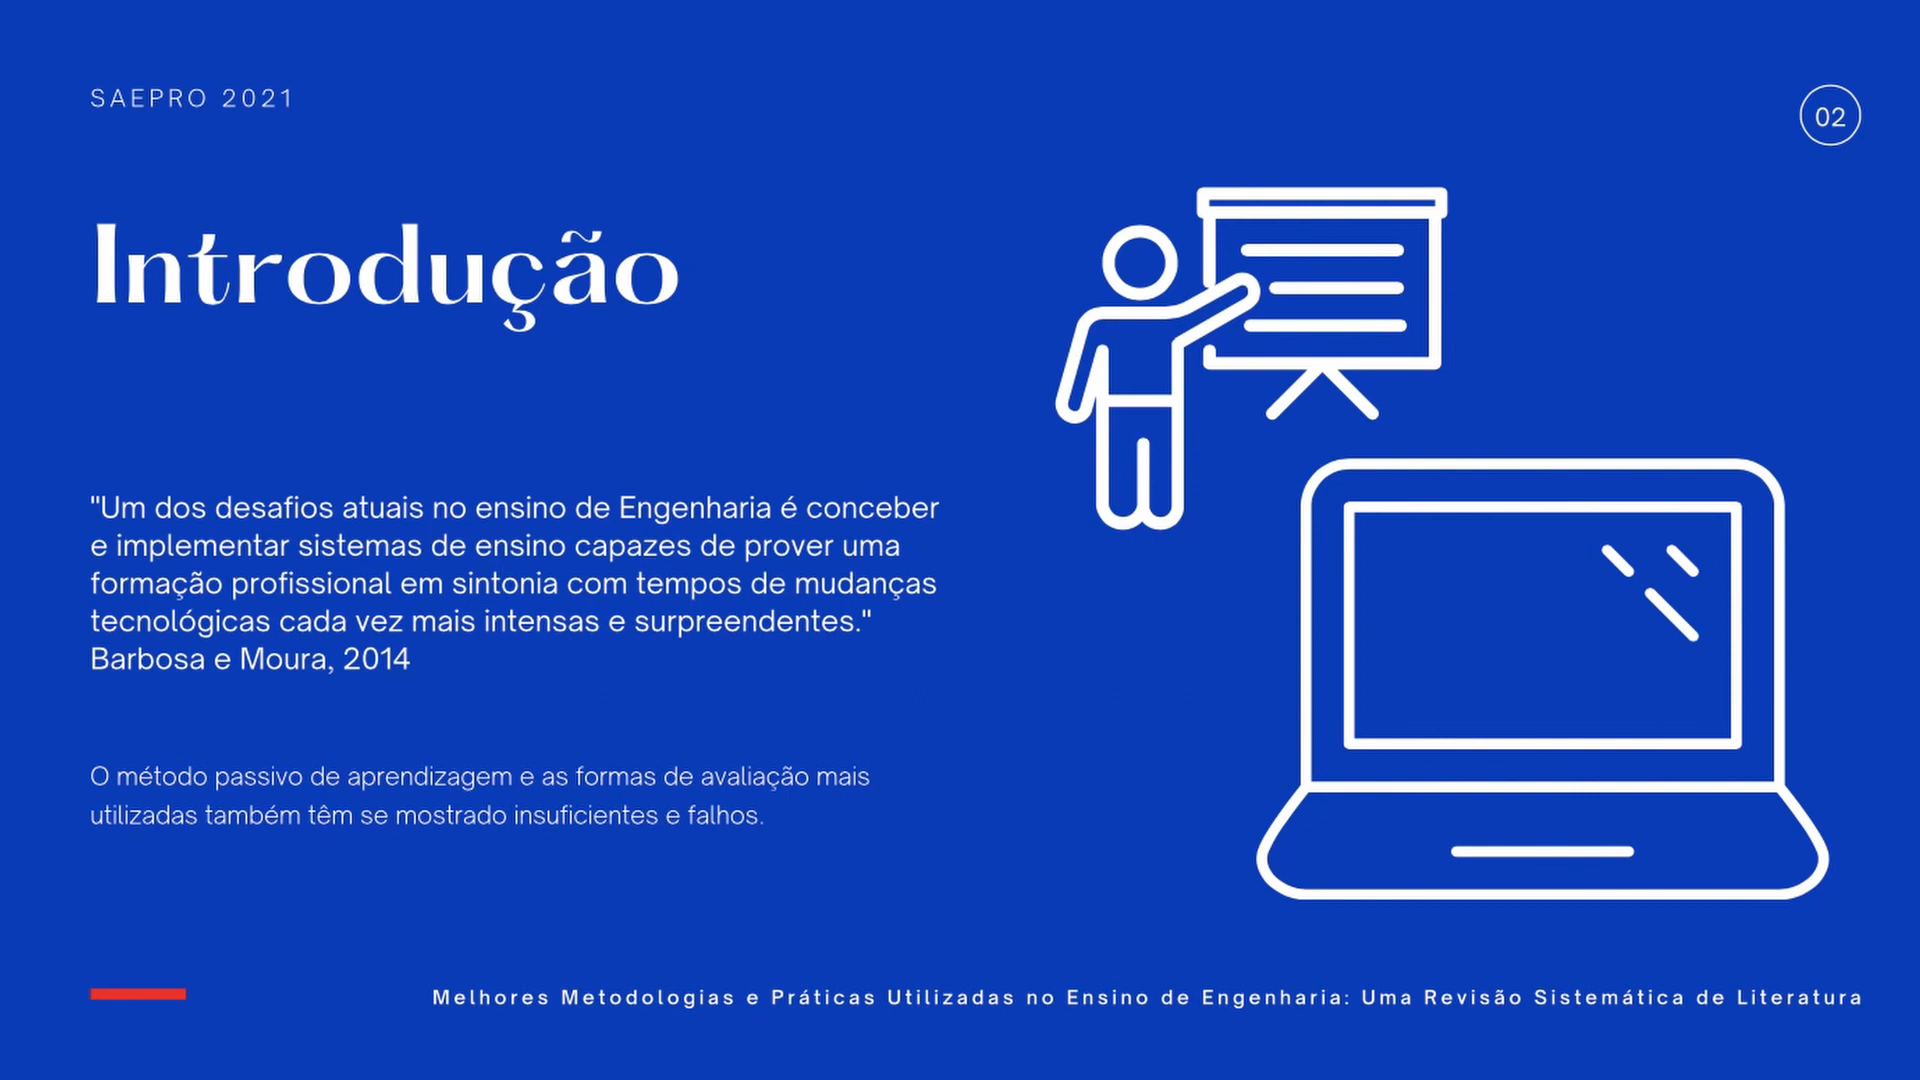 SAEPRO 2021
02
Introdução
"Um dos desafios atuais no ensino de Engenharia é conceber
e implementar sistemas de ensino capazes de prover uma
formação profissional em sintonia com tempos de mudanças
tecnológicas cada vez mais intensas e surpreendentes."
Barbosa e Moura, 2014
O método passivo de aprendizagem e as formas de avaliação mais
utilizadas também têm se mostrado insuficientes e falhos.
Melhores Metodologias e Práticas Utilizadas no Ensino de Engenharia: Uma Revisão Sistemática de Literatura